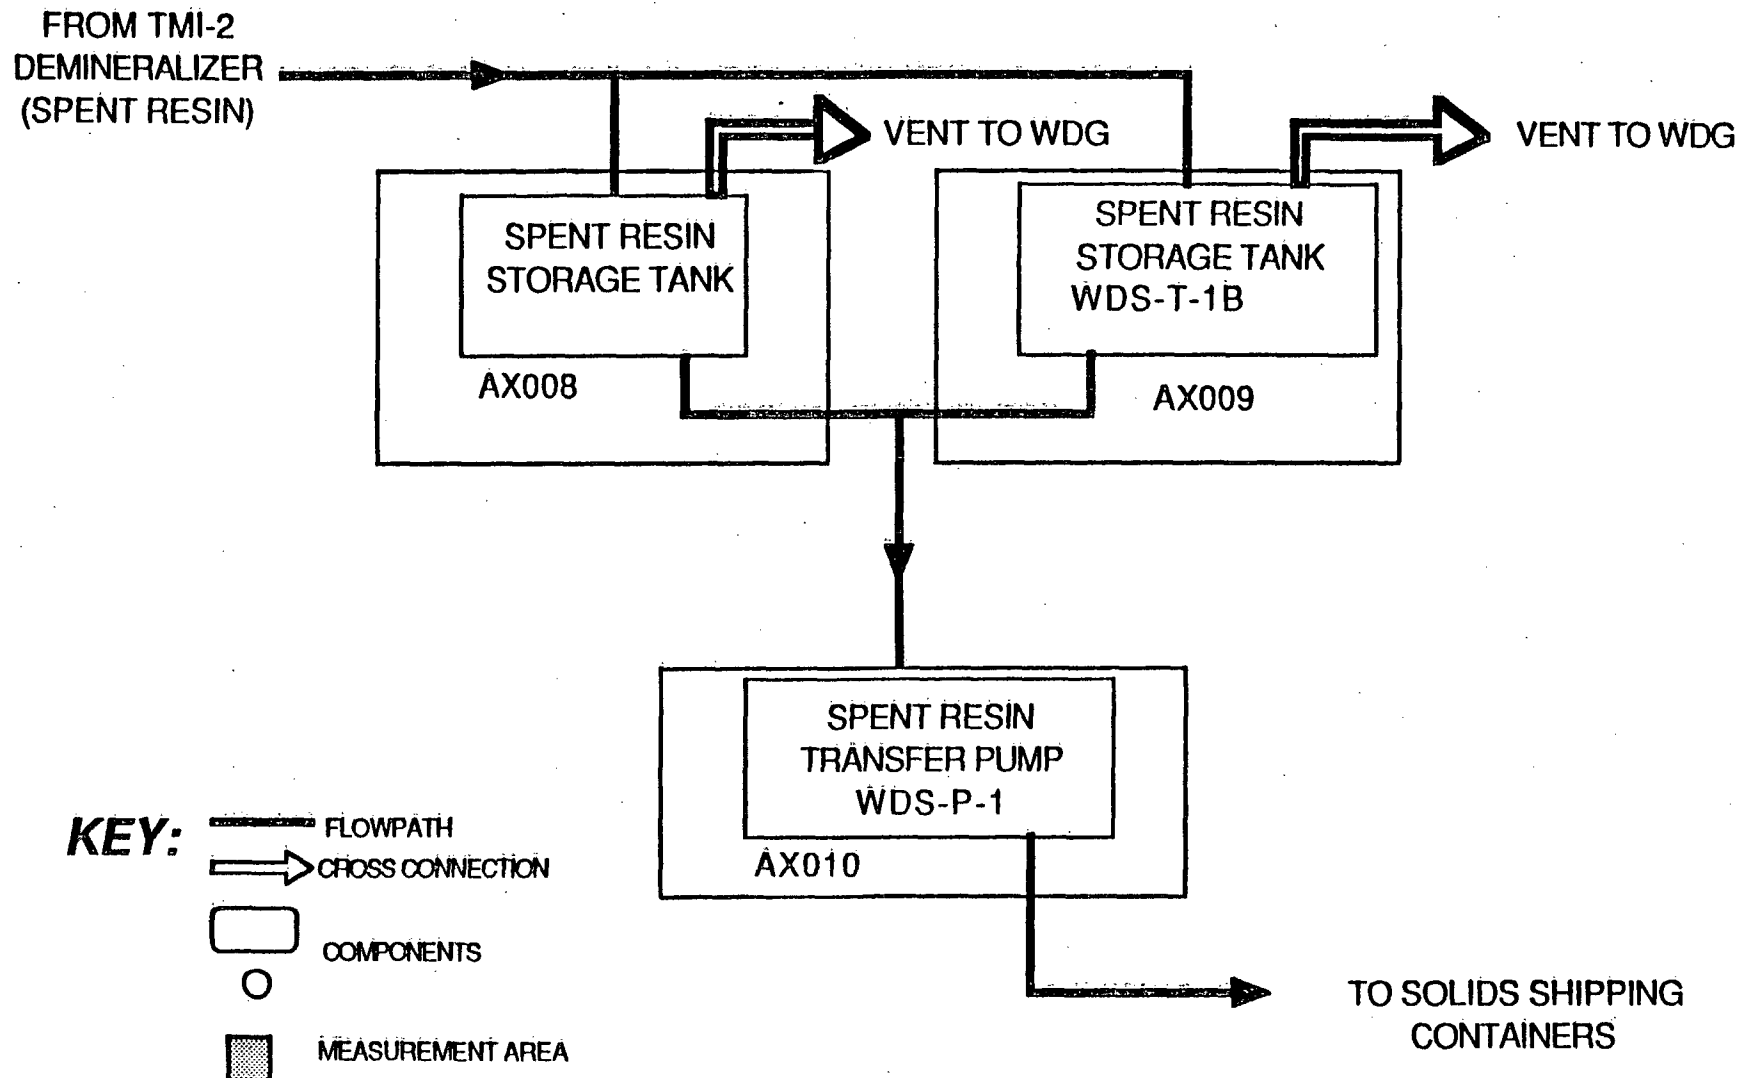 FROM TMI-2
DEMINERALIZER
(SPENT RESIN)
VENT TO WDG
VENT TO WDG
SPENT RESIN
STORAGE TANK
AX008
SPENT RESIN
STORAGE TANK
WDS-T-1B
AX009
SPENT RESIN
TRANSFER PUMP
WDS-P-1
AX010
TO SOLIDS SHIPPING
CONTAINERS
KEY:
FLOWPATH
CROSS CONNECTION
COMPONENTS
MEASUREMENT AREA